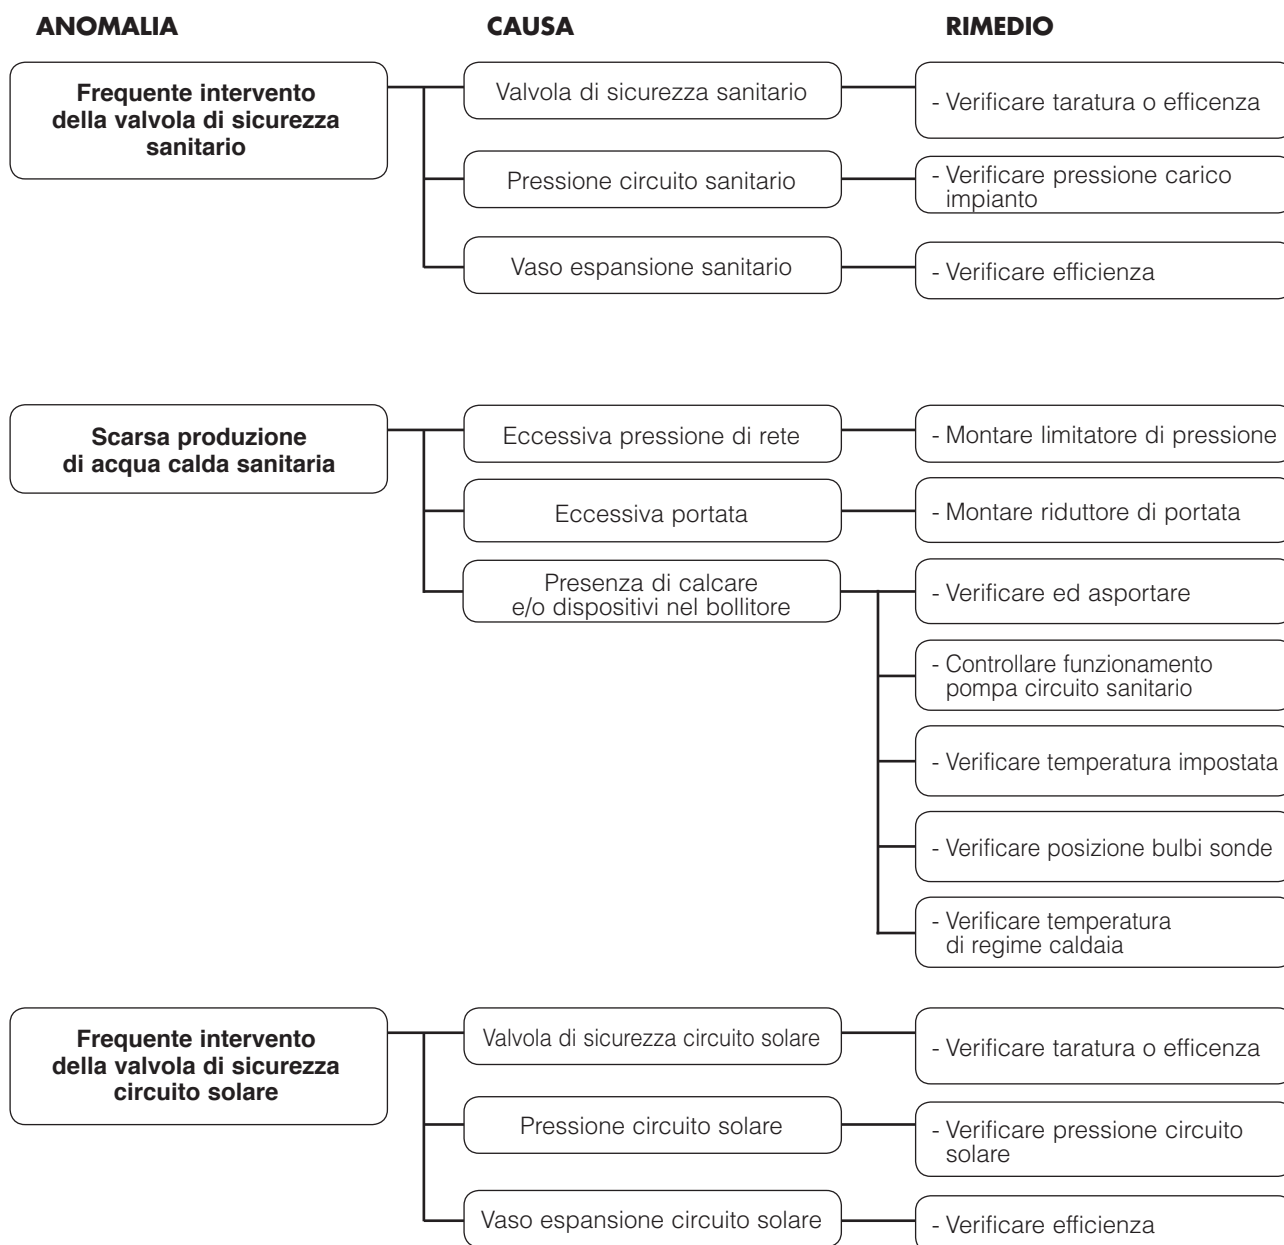 ANOMALIA
CAUSA
RIMEDIO
Frequente intervento
della valvola di sicurezza
sanitario
Valvola di sicurezza sanitario
- Verificare taratura o efficenza
Pressione circuito sanitario
- Verificare pressione carico
impianto
Vaso espansione sanitario
- Verificare efficienza
Scarsa produzione
di acqua calda sanitaria
Eccessiva pressione di rete
- Montare limitatore di pressione
Eccessiva portata
- Montare riduttore di portata
Presenza di calcare
e/o dispositivi nel bollitore
- Verificare ed asportare
- Controllare funzionamento
pompa circuito sanitario
- Verificare temperatura impostata
- Verificare posizione bulbi sonde
- Verificare temperatura
di regime caldaia
Frequente intervento
della valvola di sicurezza
circuito solare
Valvola di sicurezza circuito solare
- Verificare taratura o efficenza
Pressione circuito solare
- Verificare pressione circuito
solare
Vaso espansione circuito solare
- Verificare efficienza